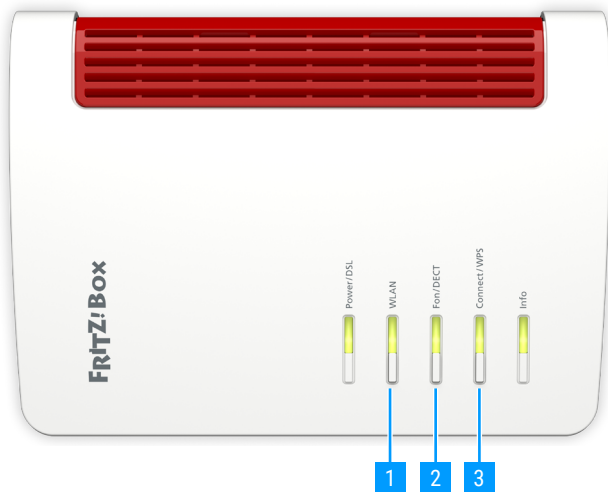 FRITZ! Box
Power/DSL
WLAN
Fon/DECT
Connect/WPS
Info
1
2
3